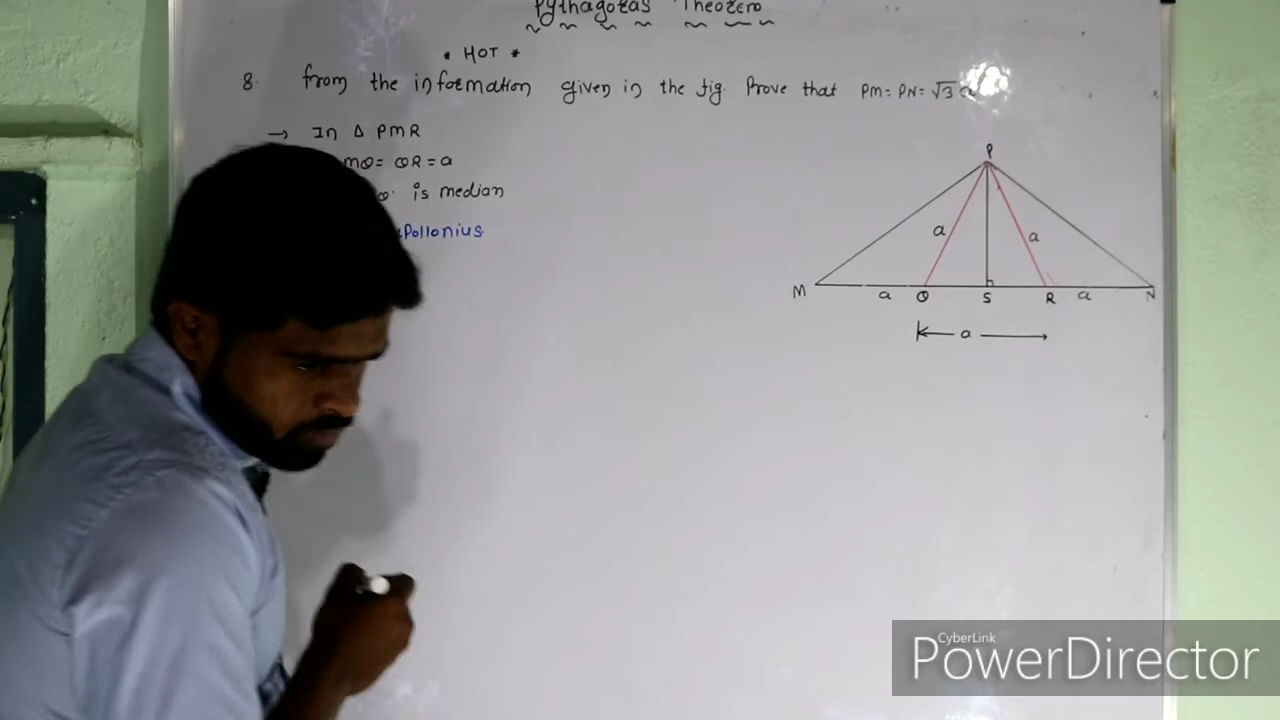 Pythagoras Theorem
* HOT *
8. From the information given in the fig. Prove that PM = PN = √3 a
→ In Δ PMR
MQ = QR = a
is median
Apollonius
P
a
a
M
a
Q
S
R
a
N
a
CyberLink
PowerDirector